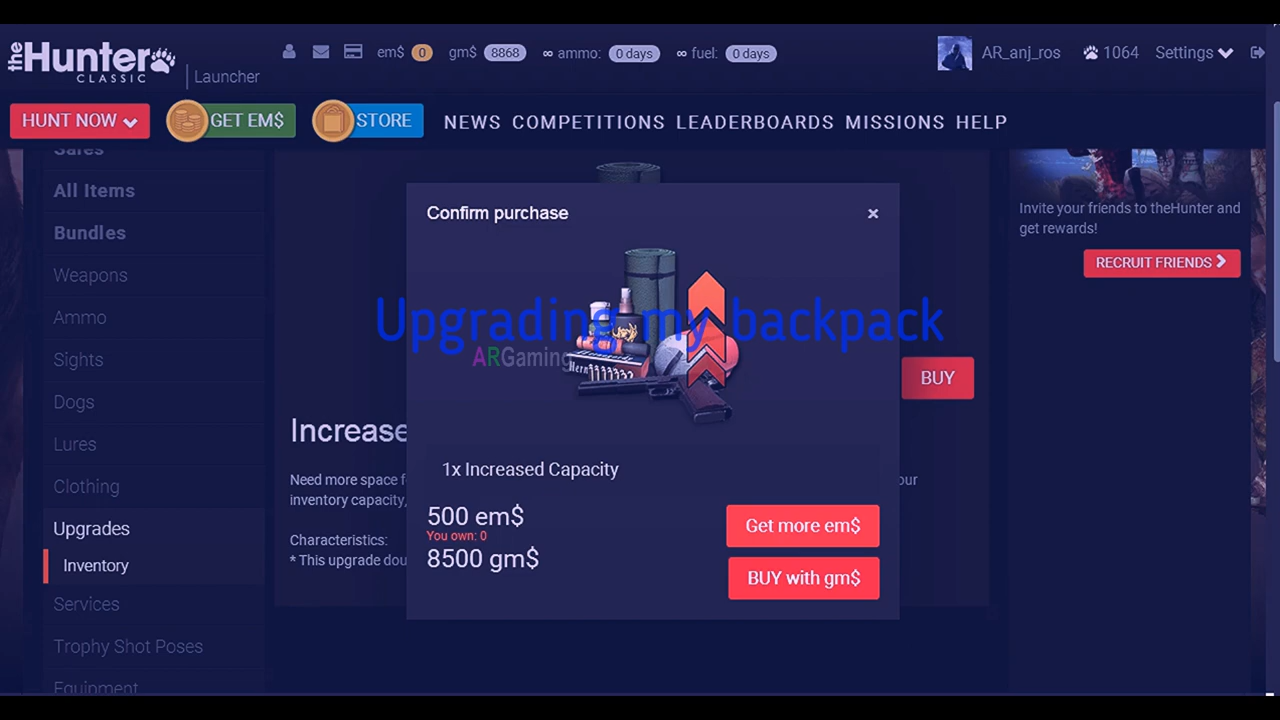 theHunter CLASSIC
Launcher
em$ 0 gm$ 8868 ∞ ammo: 0 days ∞ fuel: 0 days
AR_anj_ros 1064 Settings
HUNT NOW GET EM$ STORE NEWS COMPETITIONS LEADERBOARDS MISSIONS HELP
Sales
All Items
Bundles
Weapons
Ammo
Sights
Dogs
Lures
Clothing
Upgrades
Inventory
Services
Trophy Shot Poses
Equipment
Confirm purchase ×
Upgrading my backpack
ARGaming
BUY
Increase
Need more space f
our
inventory capacity,
Characteristics:
* This upgrade dou
1x Increased Capacity
500 em$
You own: 0
8500 gm$
Get more em$
BUY with gm$
Invite your friends to theHunter and
get rewards!
RECRUIT FRIENDS